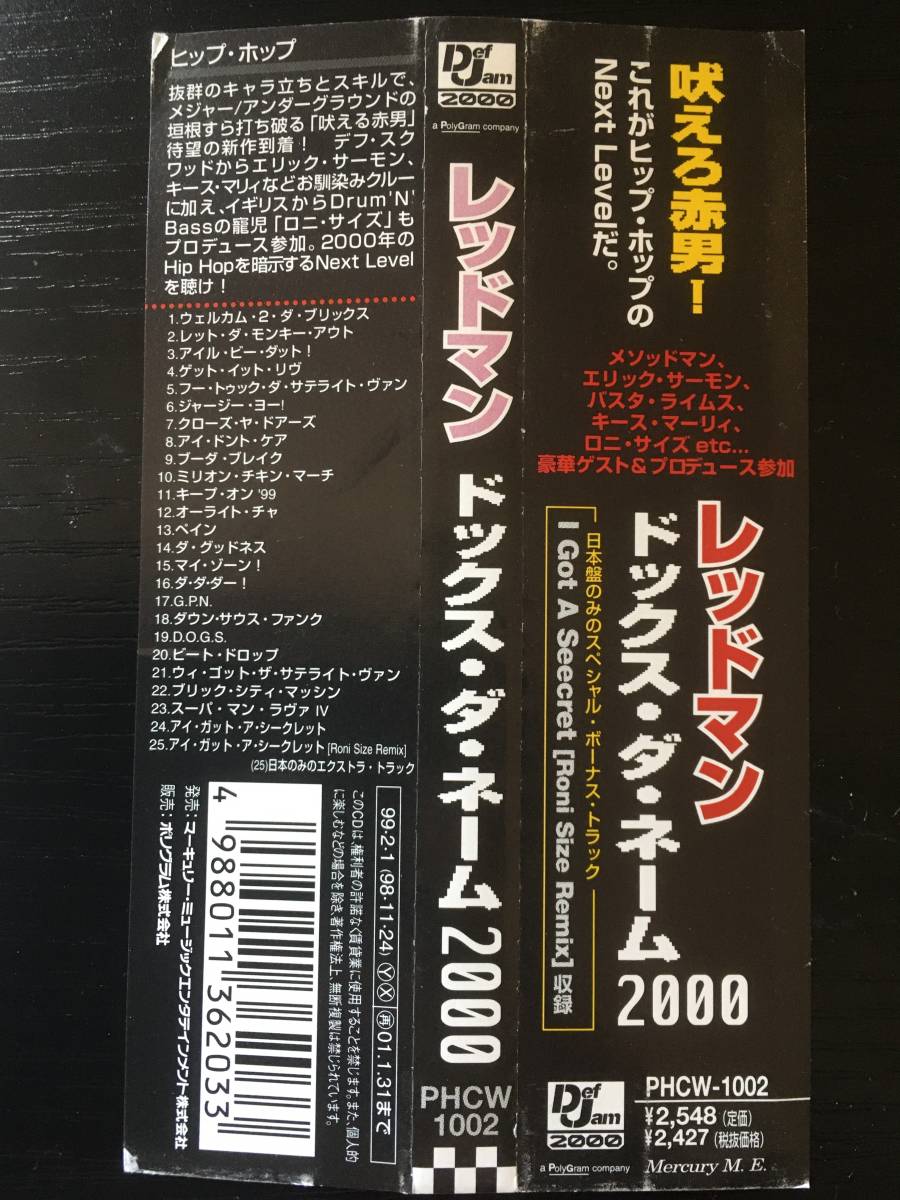 ヒップ・ホップ
抜群のキャラ立ちとスキルで、
メジャー/アンダーグラウンドの
垣根すら打ち破る「吠える赤男」
待望の新作到着！　デフ・スク
ワッドからエリック・サーモン、
キース・マリィなどお馴染みクルー
に加え、イギリスからDrum'N'
Bassの寵児「ロニ・サイズ」も
プロデュース参加。2000年の
Hip Hopを暗示するNext Level
を聴け！
1.ウェルカム・2・ダ・ブリックス
2.レット・ダ・モンキー・アウト
3.アイル・ビー・ダット！
4.ゲット・イット・リヴ
5.フー・トゥック・ダ・サテライト・ヴァン
6.ジャージー・ヨー!
7.クローズ・ヤ・ドアーズ
8.アイ・ドント・ケア
9.ブーダ・ブレイク
10.ミリオン・チキン・マーチ
11.キープ・オン '99
12.オーライト・チャ
13.ペイン
14.ダ・グッドネス
15.マイ・ゾーン！
16.ダ・ダ・ダー！
17.G.P.N.
18.ダウン・サウス・ファンク
19.D.O.G.S.
20.ビート・ドロップ
21.ウィ・ゴット・ザ・サテライト・ヴァン
22.ブリック・シティ・マッシン
23.スーパ・マン・ラヴァ IV
24.アイ・ガット・ア・シークレット
25.アイ・ガット・ア・シークレット[Roni Size Remix]
(25)日本のみのエクストラ・トラック
99・2・1 (98・11・24) Ⓨ Ⓧ ㊞再01.1.31まで
このCDは、権利者の許諾なく賃貸業に使用することを禁じます。また、個人的
に楽しむなどの場合を除き、著作権法上、無断複製は禁じられています。
4 988011 362033
発売：マーキュリー・ミュージックエンタテインメント株式会社
販売：ポリグラム株式会社
Def Jam
2000
a PolyGram company
レッドマン
ドックス・ダ・ネーム 2000
PHCW
1002
吠えろ赤男！
これがヒップ・ホップの
Next Levelだ。
メソッドマン、
エリック・サーモン、
バスタ・ライムス、
キース・マーリィ、
ロニ・サイズ etc...
豪華ゲスト&プロデュース参加
レッドマン
ドックス・ダ・ネーム
2000
日本盤のみのスペシャル・ボーナス・トラック
I Got A Seecret [Roni Size Remix] 収録
Def Jam
2000
a PolyGram company
PHCW-1002
¥2,548 (定価)
¥2,427 (税抜価格)
Mercury M. E.